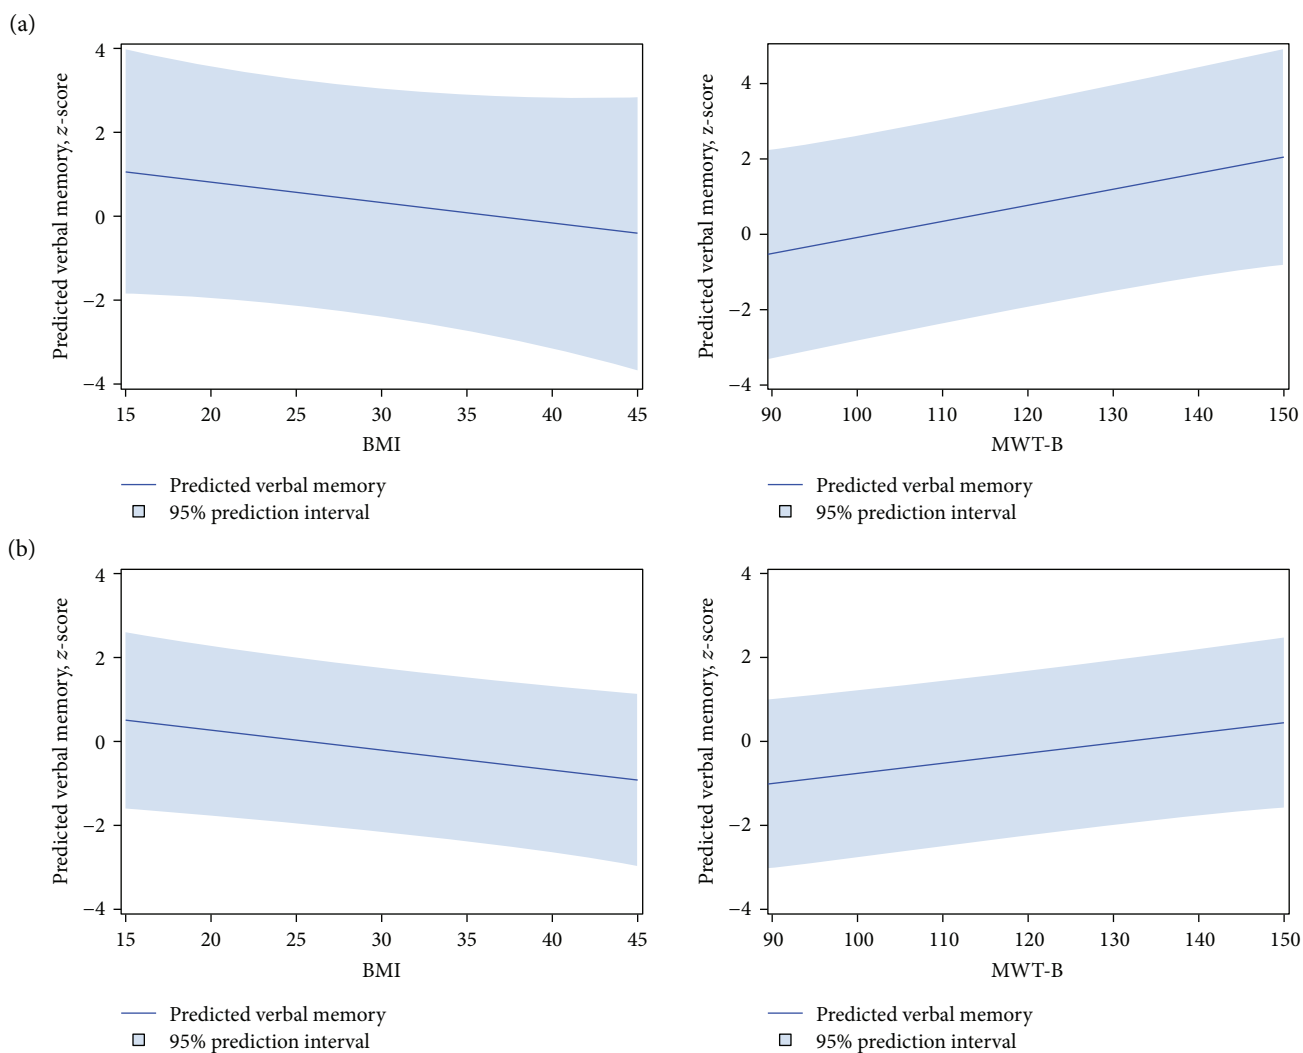 (a)
Predicted verbal memory, z-score
4
2
0
−2
−4
15 20 25 30 35 40 45
BMI
Predicted verbal memory
95% prediction interval
Predicted verbal memory, z-score
4
2
0
−2
−4
90 100 110 120 130 140 150
MWT-B
Predicted verbal memory
95% prediction interval
(b)
Predicted verbal memory, z-score
4
2
0
−2
−4
15 20 25 30 35 40 45
BMI
Predicted verbal memory
95% prediction interval
Predicted verbal memory, z-score
4
2
0
−2
−4
90 100 110 120 130 140 150
MWT-B
Predicted verbal memory
95% prediction interval